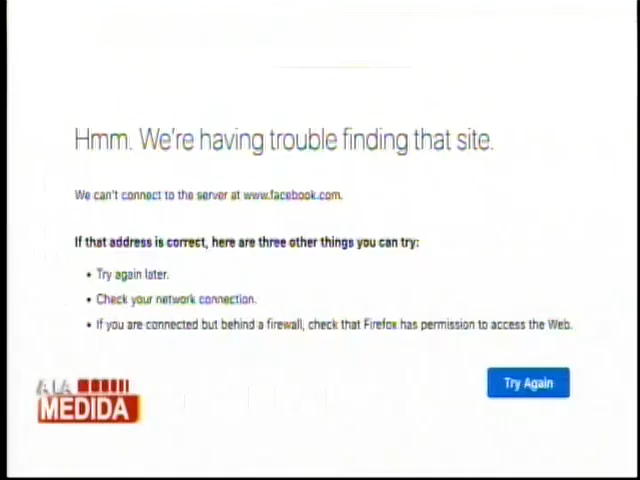 Hmm. We're having trouble finding that site.
We can't connect to the server at www.facebook.com.
If that address is correct, here are three other things you can try:
• Try again later.
• Check your network connection.
• If you are connected but behind a firewall, check that Firefox has permission to access the Web.
Try Again
A LA
MEDIDA